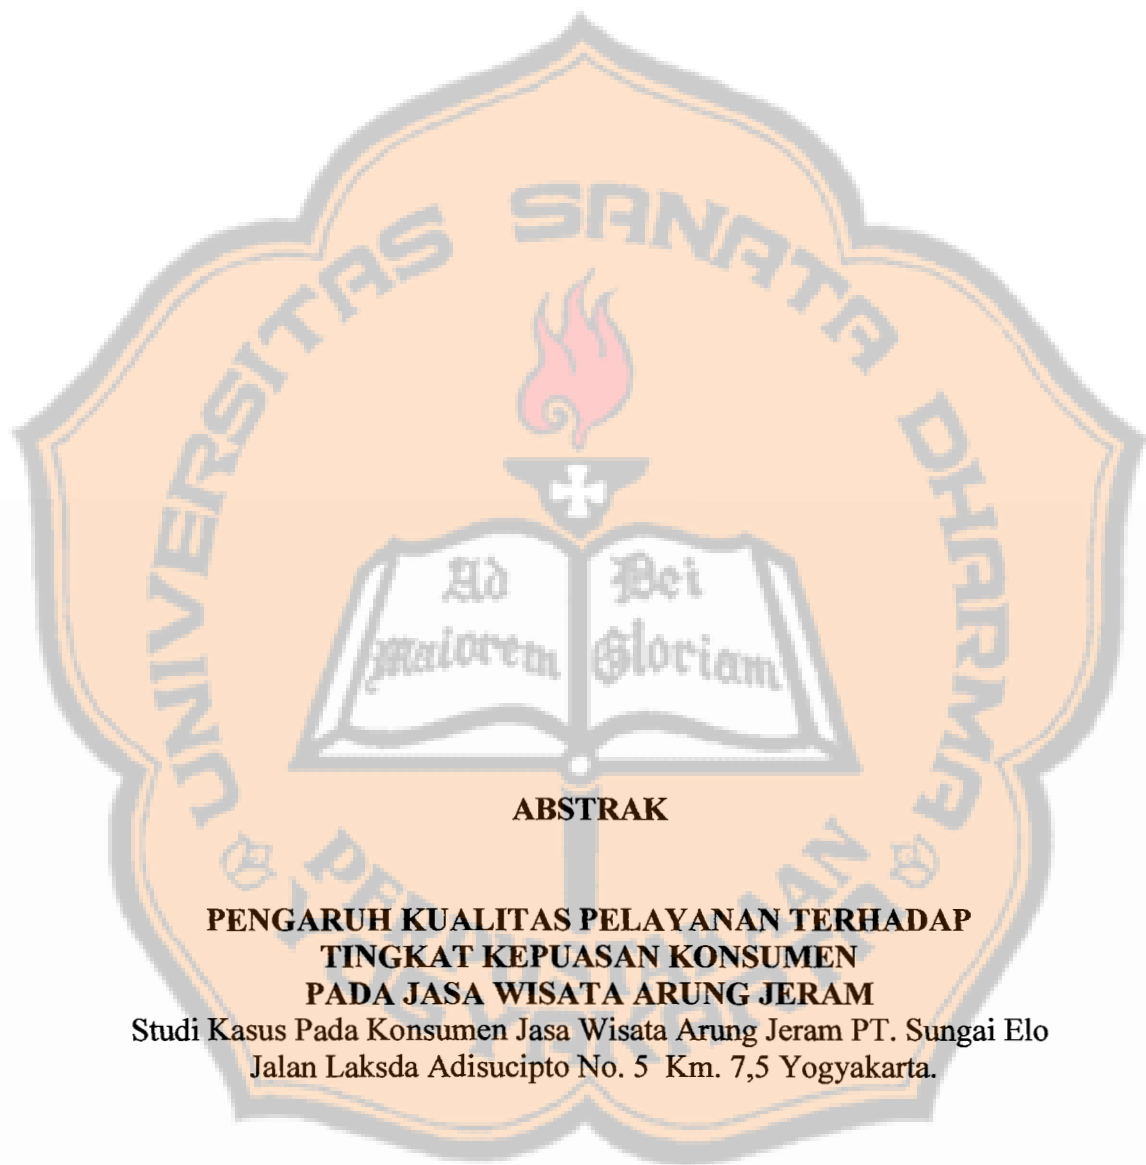 UNIVERSITAS SANATA DHARMA
Ad Dei
maiorem Gloriam
ABSTRAK
PENGARUH KUALITAS PELAYANAN TERHADAP
TINGKAT KEPUASAN KONSUMEN
PADA JASA WISATA ARUNG JERAM
Studi Kasus Pada Konsumen Jasa Wisata Arung Jeram PT. Sungai Elo
Jalan Laksda Adisucipto No. 5 Km. 7,5 Yogyakarta.
PERPUSTAKAAN
YOGYAKARTA